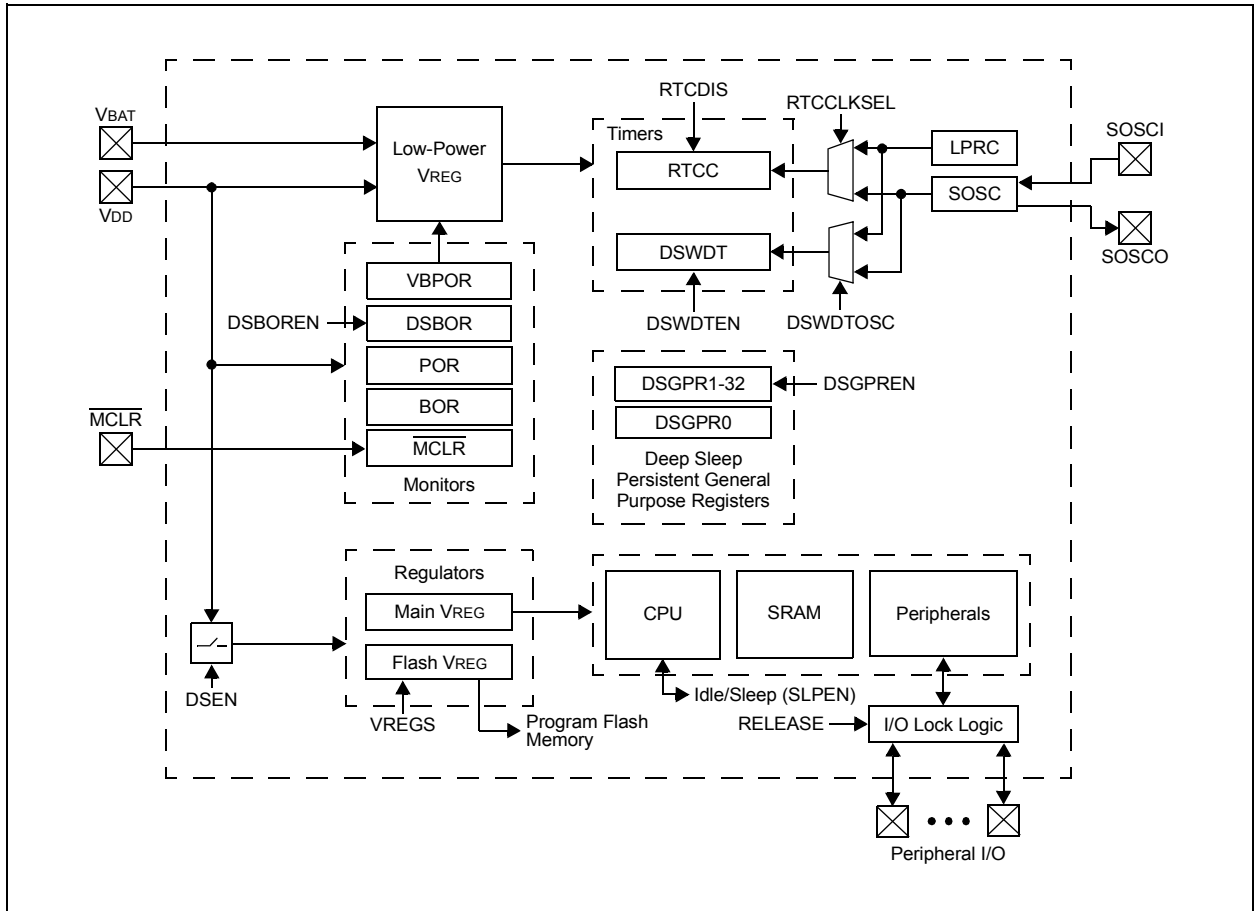 RTCDIS
RTCCLKSEL
VBAT
VDD
Low-Power
VREG
Timers
RTCC
LPRC
SOSC
SOSCI
SOSCO
DSWDT
DSWDTEN
DSWDTOSC
VBPOR
DSBOREN
DSBOR
POR
BOR
MCLR
MCLR
Monitors
DSGPR1-32
DSGPREN
DSGPR0
Deep Sleep
Persistent General
Purpose Registers
Regulators
Main VREG
Flash VREG
DSEN
VREGS
Program Flash
Memory
CPU
SRAM
Peripherals
Idle/Sleep (SLPEN)
RELEASE
I/O Lock Logic
Peripheral I/O